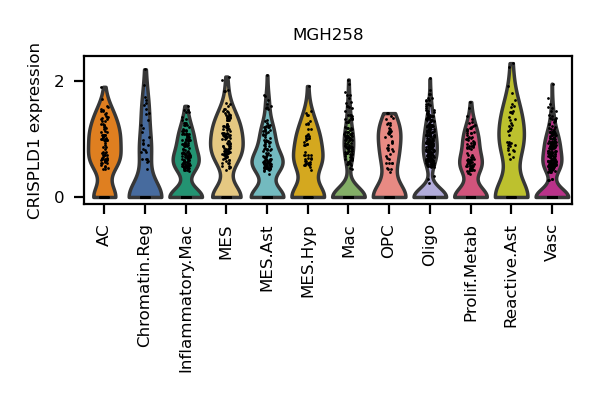 MGH258
CRISPLD1 expression
2
0
AC
Chromatin.Reg
Inflammatory.Mac
MES
MES.Ast
MES.Hyp
Mac
OPC
Oligo
Prolif.Metab
Reactive.Ast
Vasc